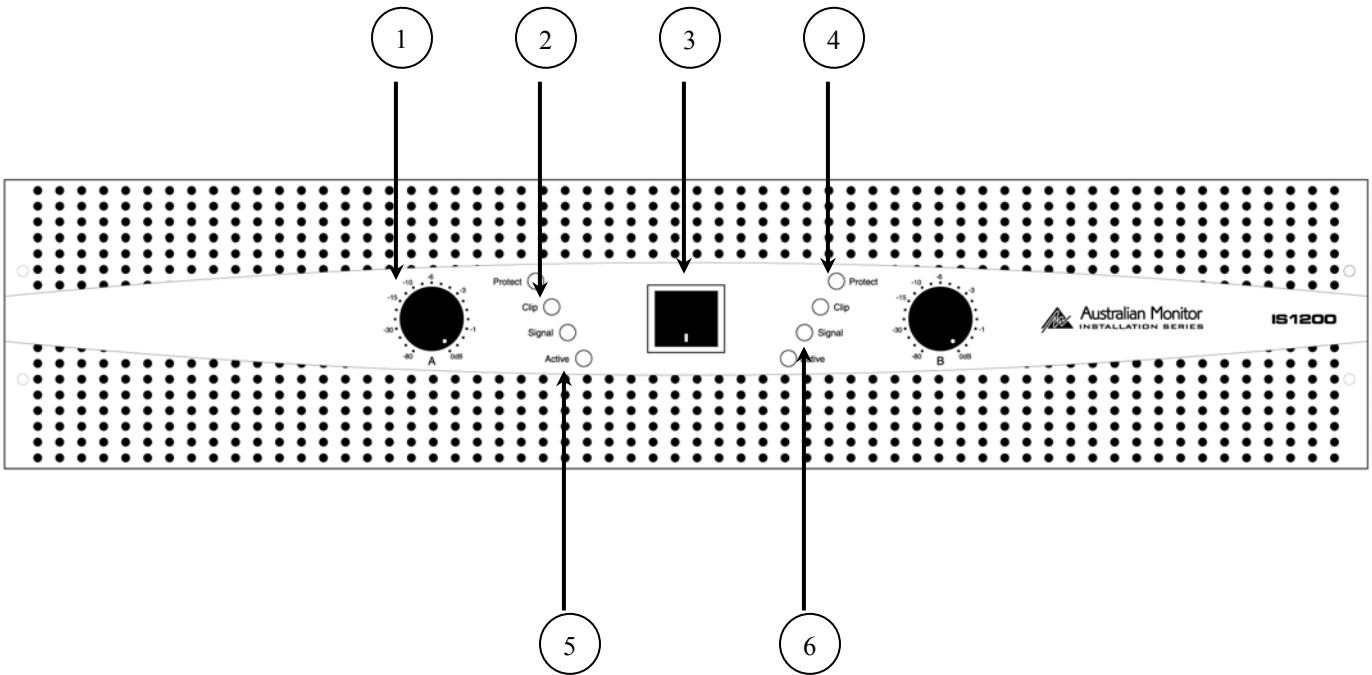 1
2
3
4
-6
-10
-3
-15
-30
-1
-80
0dB
A
Protect
Clip
Signal
Active
Protect
Clip
Signal
-6
-10
-3
-15
-30
-1
-80
0dB
B
Australian Monitor
INSTALLATION SERIES
IS1200
5
6